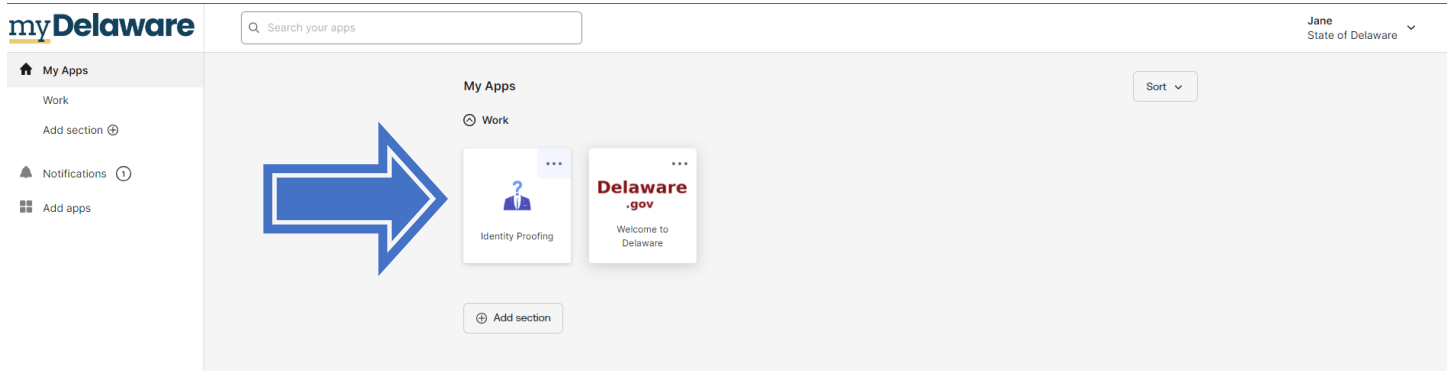 myDelaware
Search your apps
Jane
State of Delaware
My Apps
Work
Add section
Notifications 1
Add apps
My Apps
Sort
Work
?
Identity Proofing
Delaware
.gov
Welcome to
Delaware
Add section